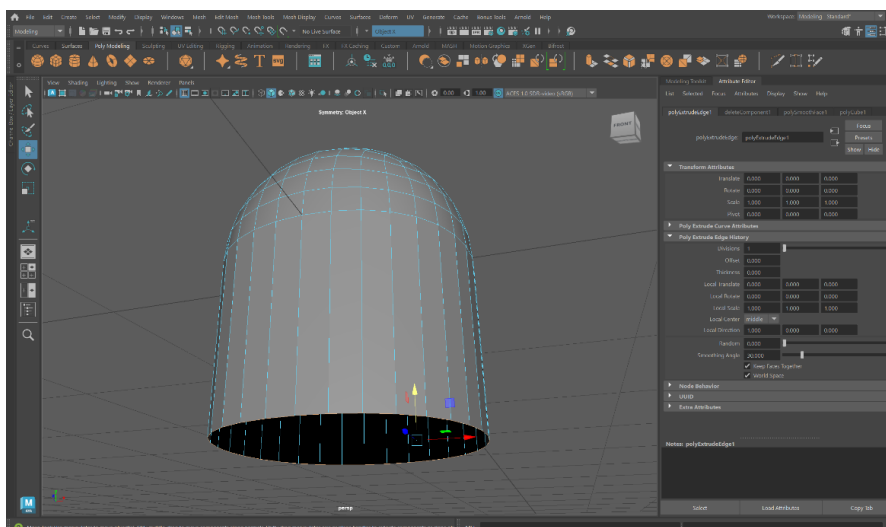 File Edit Create Select Modify Display Windows Mesh Edit Mesh Mesh Tools Mesh Display Curves Surfaces Deform UV Generate Cache Bonus Tools Arnold Help
Workspace: Modeling - Standard*
Modeling
No Live Surface
Object X
Curves Surfaces Poly Modeling Sculpting UV Editing Rigging Animation Rendering FX FX Caching Custom Arnold MASH Motion Graphics XGen Bifrost
Channel Box / Layer Editor
View Shading Lighting Show Renderer Panels
0.00 1.00 ACES 1.0 SDR-video (sRGB)
Symmetry: Object X
FRONT
persp
Modeling Toolkit Attribute Editor
List Selected Focus Attributes Display Show Help
polyExtrudeEdge1 deleteComponent1 polySmoothFace1 polyCube1
polyExtrudeEdge: polyExtrudeEdge1
Focus
Presets
Show Hide
Transform Attributes
Translate 0.000 0.000 0.000
Rotate 0.000 0.000 0.000
Scale 1.000 1.000 1.000
Pivot 0.000 0.000 0.000
Poly Extrude Curve Attributes
Poly Extrude Edge History
Divisions 1
Offset 0.000
Thickness 0.000
Local Translate 0.000 0.000 0.000
Local Rotate 0.000 0.000 0.000
Local Scale 1.000 1.000 1.000
Local Center middle
Local Direction 1.000 0.000 0.000
Random 0.000
Smoothing Angle 30.000
Keep Faces Together
World Space
Node Behavior
UUID
Extra Attributes
Notes: polyExtrudeEdge1
Select Load Attributes Copy Tab